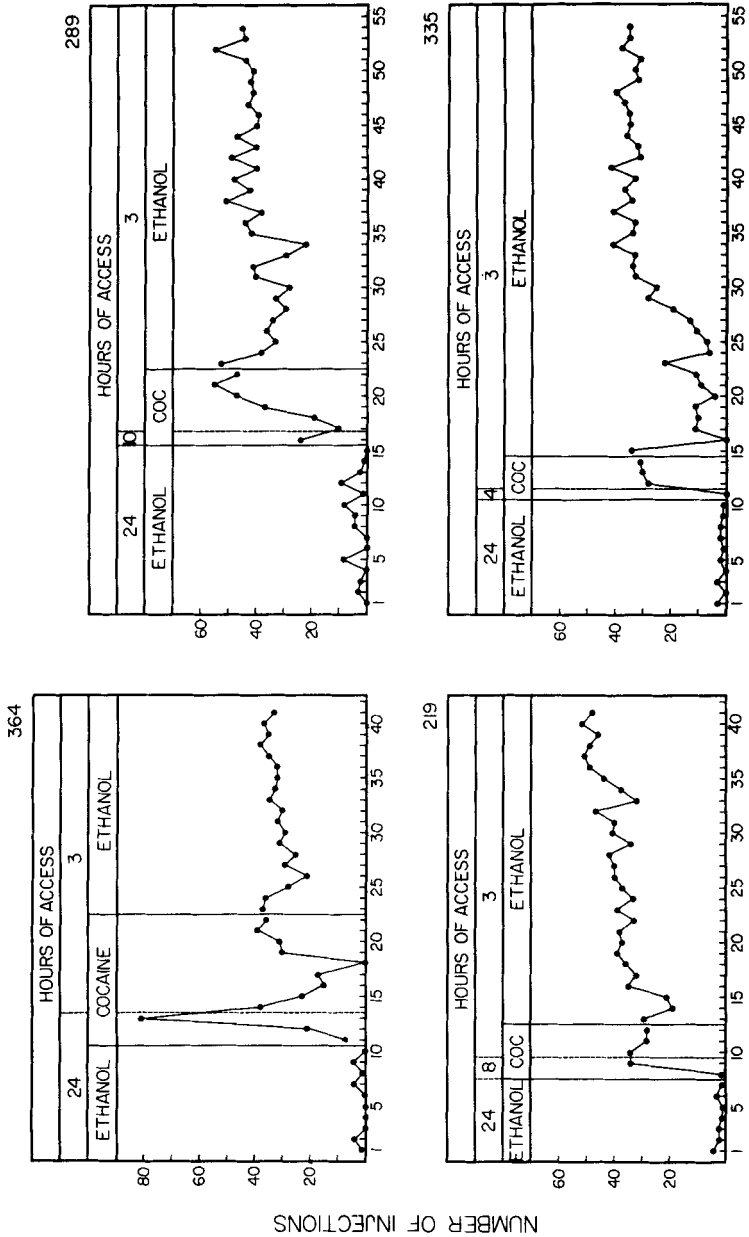 364
HOURS OF ACCESS
24 3
ETHANOL COCAINE ETHANOL
80
60
40
20
1 5 10 15 20 25 30 35 40
289
HOURS OF ACCESS
24 10 3
ETHANOL COC ETHANOL
60
40
20
1 5 10 15 20 25 30 35 40 45 50 55
219
HOURS OF ACCESS
24 8 3
ETHANOL COC ETHANOL
60
40
20
1 5 10 15 20 25 30 35 40
335
HOURS OF ACCESS
24 4 3
ETHANOL COC ETHANOL
60
40
20
1 5 10 15 20 25 30 35 40 45 50 55
NUMBER OF INJECTIONS